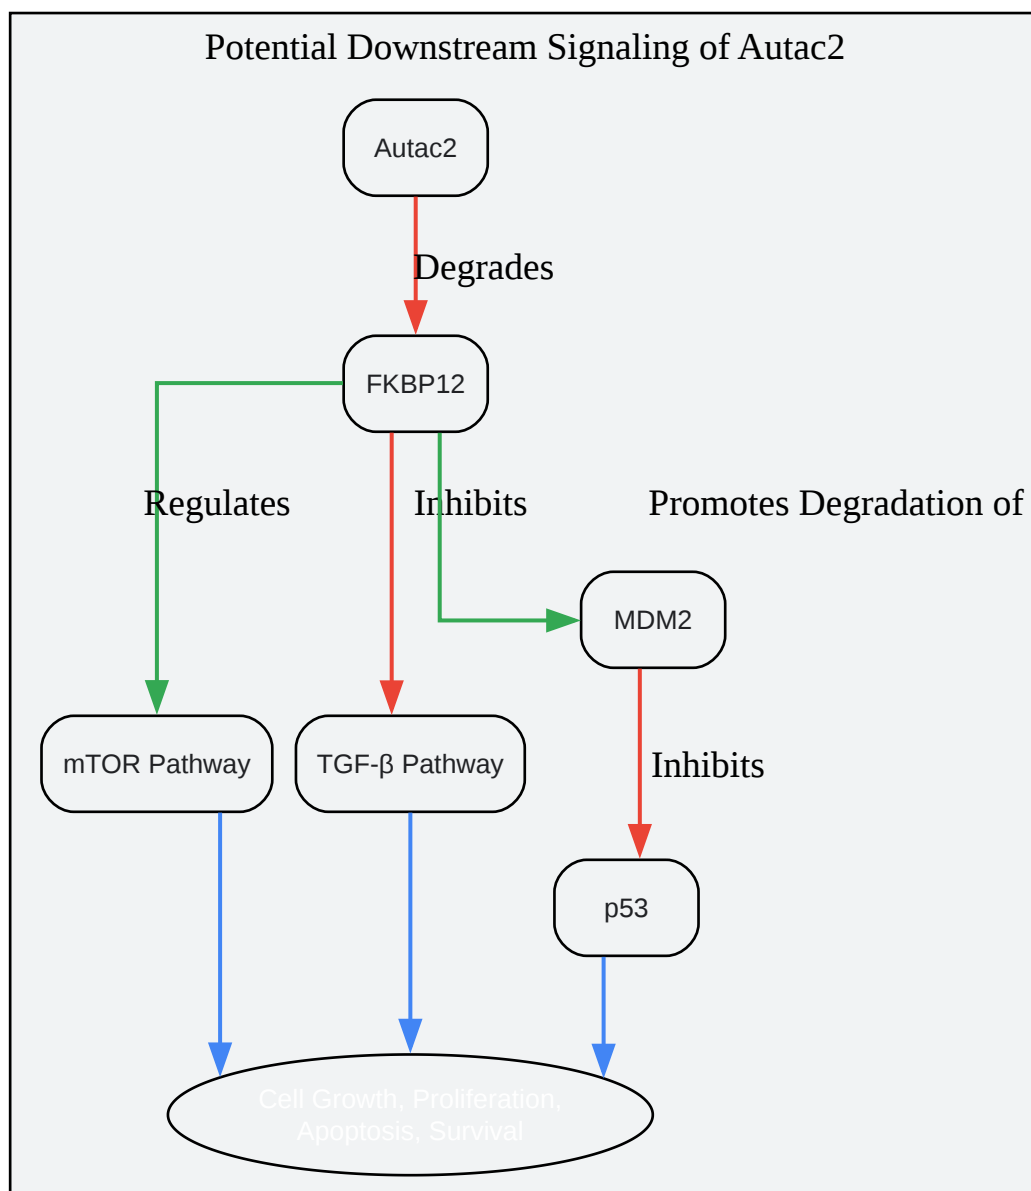 Potential Downstream Signaling of Autac2
Autac2
Degrades
FKBP12
Regulates
Inhibits
Promotes Degradation of
MDM2
mTOR Pathway
TGF-β Pathway
Inhibits
p53
Cell Growth, Proliferation,
Apoptosis, Survival